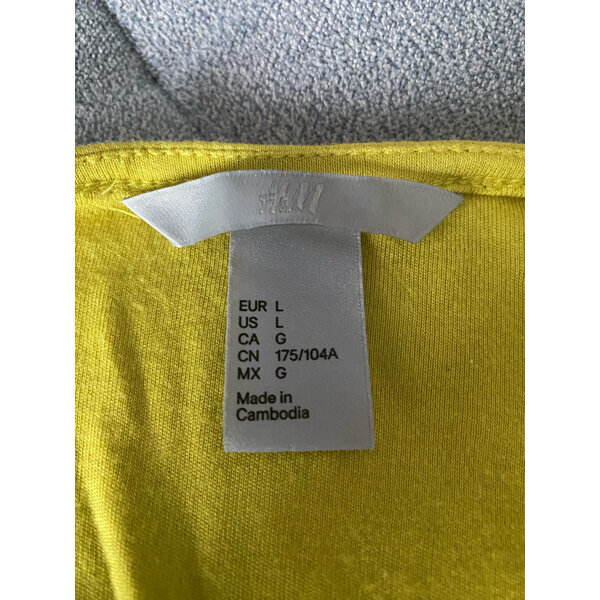 H&M
EUR L
US L
CA G
CN 175/104A
MX G
Made in
Cambodia